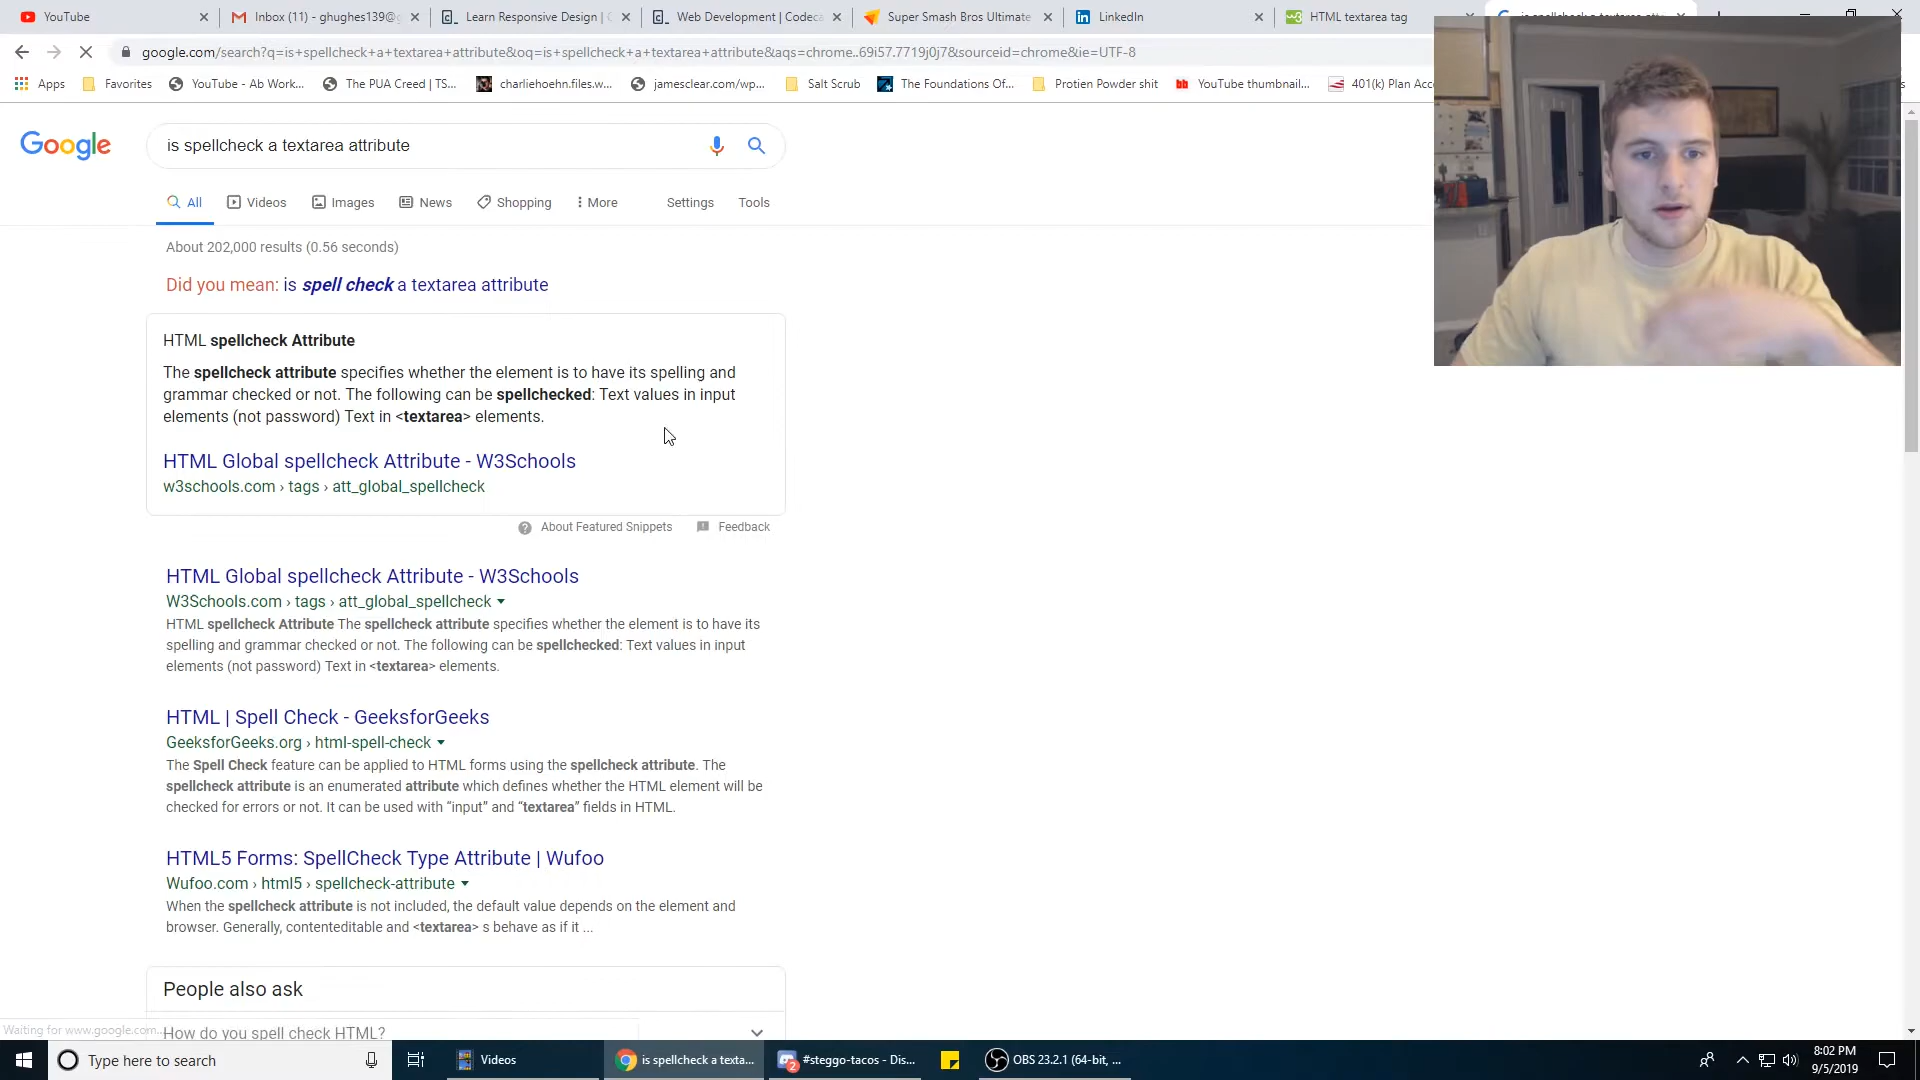 YouTube
Inbox (11) - ghughes139@g
Learn Responsive Design | C
Web Development | Codeca
Super Smash Bros Ultimate
LinkedIn
HTML textarea tag
is spellcheck a textarea attri
google.com/search?q=is+spellcheck+a+textarea+attribute&oq=is+spellcheck+a+textarea+attribute&aqs=chrome..69i57.7719j0j7&sourceid=chrome&ie=UTF-8
Apps
Favorites
YouTube - Ab Work...
The PUA Creed | TS...
charliehoehn.files.w...
jamesclear.com/wp...
Salt Scrub
The Foundations Of...
Protien Powder shit
YouTube thumbnail...
401(k) Plan Acc
Google
is spellcheck a textarea attribute
All
Videos
Images
News
Shopping
More
Settings
Tools
About 202,000 results (0.56 seconds)
Did you mean: is spell check a textarea attribute
HTML spellcheck Attribute
The spellcheck attribute specifies whether the element is to have its spelling and
grammar checked or not. The following can be spellchecked: Text values in input
elements (not password) Text in <textarea> elements.
HTML Global spellcheck Attribute - W3Schools
w3schools.com › tags › att_global_spellcheck
About Featured Snippets
Feedback
HTML Global spellcheck Attribute - W3Schools
W3Schools.com › tags › att_global_spellcheck
HTML spellcheck Attribute The spellcheck attribute specifies whether the element is to have its
spelling and grammar checked or not. The following can be spellchecked: Text values in input
elements (not password) Text in <textarea> elements.
HTML | Spell Check - GeeksforGeeks
GeeksforGeeks.org › html-spell-check
The Spell Check feature can be applied to HTML forms using the spellcheck attribute. The
spellcheck attribute is an enumerated attribute which defines whether the HTML element will be
checked for errors or not. It can be used with “input” and “textarea” fields in HTML.
HTML5 Forms: SpellCheck Type Attribute | Wufoo
Wufoo.com › html5 › spellcheck-attribute
When the spellcheck attribute is not included, the default value depends on the element and
browser. Generally, contenteditable and <textarea> s behave as if it ...
People also ask
How do you spell check HTML?
Waiting for www.google.com...
Type here to search
Videos
is spellcheck a texta...
2
#steggo-tacos - Dis...
OBS 23.2.1 (64-bit, ...
8:02 PM
9/5/2019